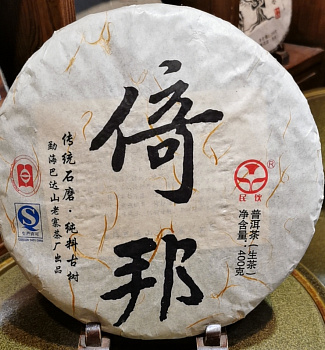 倚邦
传统石磨·纯料古树
勐海巴达山老寨茶厂出品
民饮
R
普洱茶(生茶)
净含量:400克